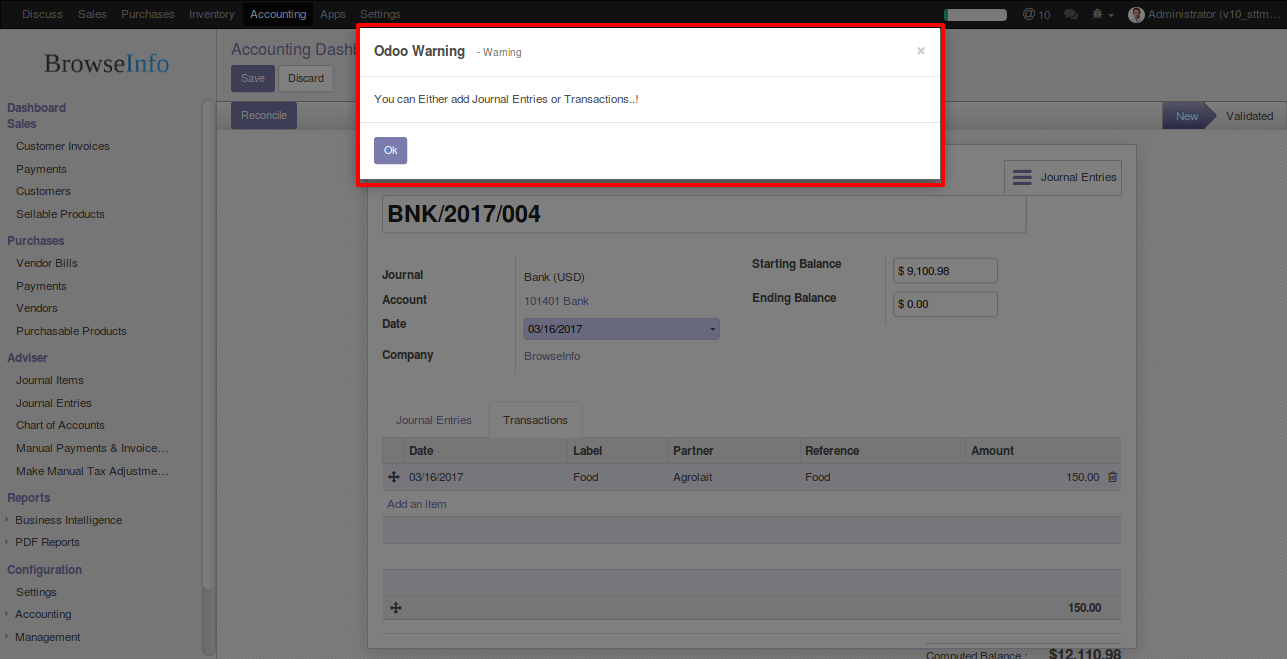 Discuss Sales Purchases Inventory Accounting Apps Settings @ 10 Administrator (v10_sttm...
BrowseInfo
Accounting Dash
Save Discard
Reconcile New Validated
Odoo Warning - Warning ×
You can Either add Journal Entries or Transactions..!
Ok
Dashboard
Sales
Customer Invoices
Payments
Customers
Sellable Products
Purchases
Vendor Bills
Payments
Vendors
Purchasable Products
Adviser
Journal Items
Journal Entries
Chart of Accounts
Manual Payments & Invoice...
Make Manual Tax Adjustme...
Reports
Business Intelligence
PDF Reports
Configuration
Settings
Accounting
Management
Journal Entries
BNK/2017/004
Journal Bank (USD)
Account 101401 Bank
Date 03/16/2017
Company BrowseInfo
Starting Balance $ 9,100.98
Ending Balance $ 0.00
Journal Entries Transactions
Date Label Partner Reference Amount
03/16/2017 Food Agrolait Food 150.00
Add an item
150.00
Computed Balance : $12,110.98